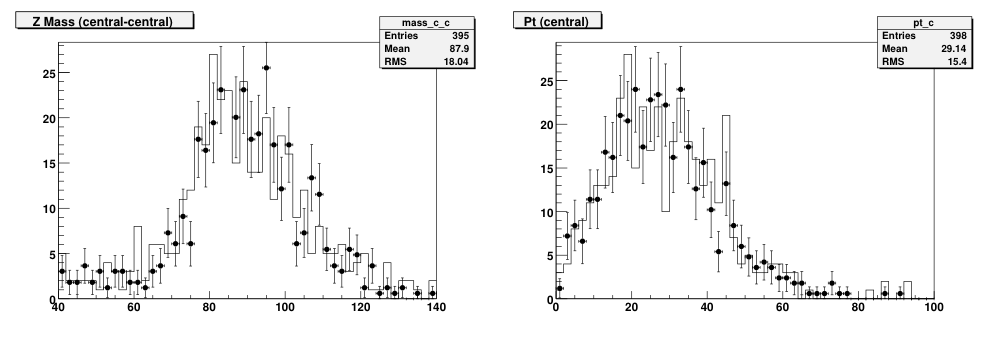 Z Mass (central-central)
mass_c_c
Entries 395
Mean 87.9
RMS 18.04
25
20
15
10
5
0
40 60 80 100 120 140
Pt (central)
pt_c
Entries 398
Mean 29.14
RMS 15.4
25
20
15
10
5
0
0 20 40 60 80 100